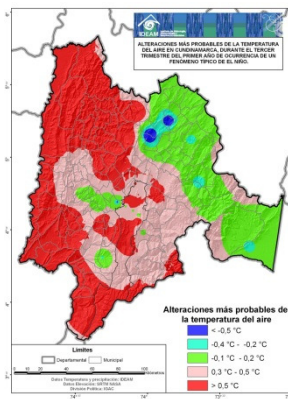 IDEAM
ALTERACIONES MÁS PROBABLES DE LA TEMPERATURA
DEL AIRE EN CUNDINAMARCA, DURANTE EL TERCER
TRIMESTRE DEL PRIMER AÑO DE OCURRENCIA DE UN
FENÓMENO TÍPICO DE EL NIÑO.
Alteraciones más probables de
la temperatura del aire
< -0,5 °C
-0,4 °C - -0,2 °C
-0,1 °C - 0,2 °C
0,3 °C - 0,5 °C
> 0,5 °C
Límites
Departamental
Municipal
Datos Temperatura y precipitación: IDEAM
Datos Elevación: SRTM NASA
División Política: IGAC